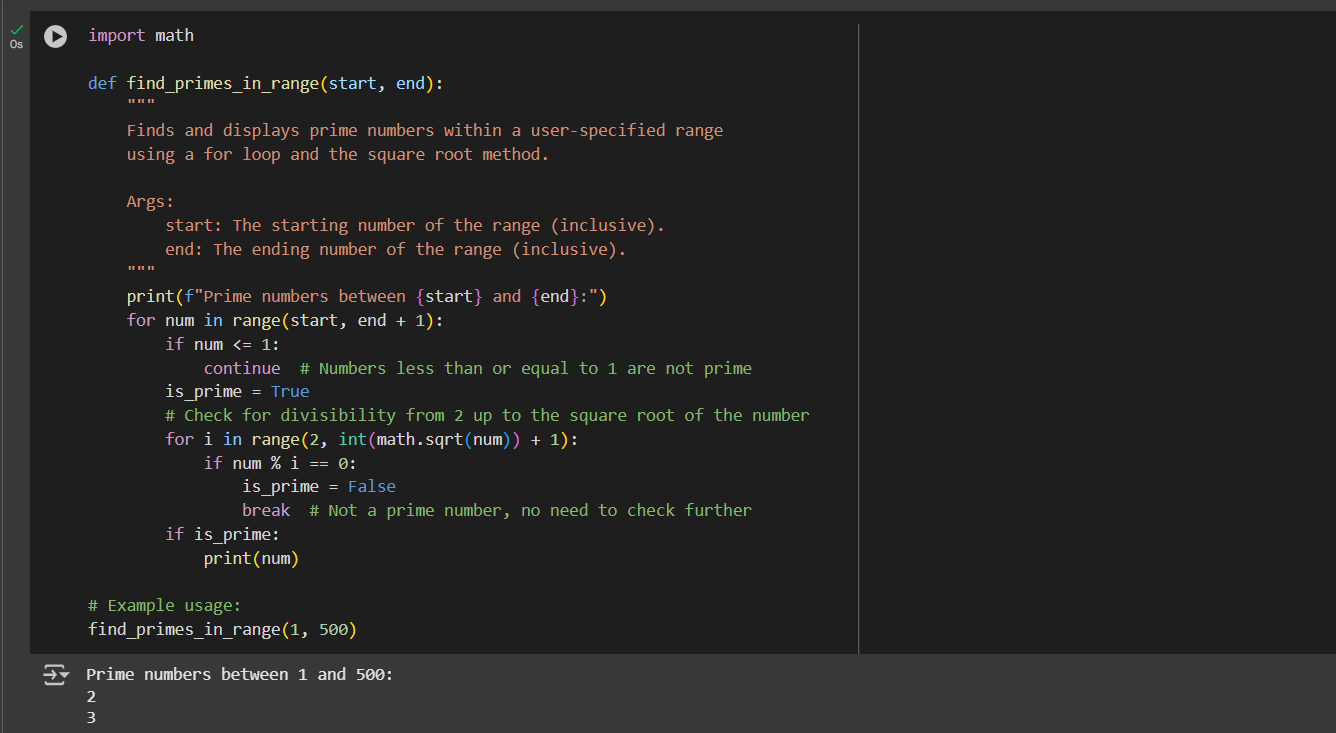 import math
0s
def find_primes_in_range(start, end):
    """
    Finds and displays prime numbers within a user-specified range
    using a for loop and the square root method.

    Args:
        start: The starting number of the range (inclusive).
        end: The ending number of the range (inclusive).
    """
    print(f"Prime numbers between {start} and {end}:")
    for num in range(start, end + 1):
        if num <= 1:
            continue  # Numbers less than or equal to 1 are not prime
        is_prime = True
        # Check for divisibility from 2 up to the square root of the number
        for i in range(2, int(math.sqrt(num)) + 1):
            if num % i == 0:
                is_prime = False
                break  # Not a prime number, no need to check further
        if is_prime:
            print(num)

# Example usage:
find_primes_in_range(1, 500)
Prime numbers between 1 and 500:
2
3